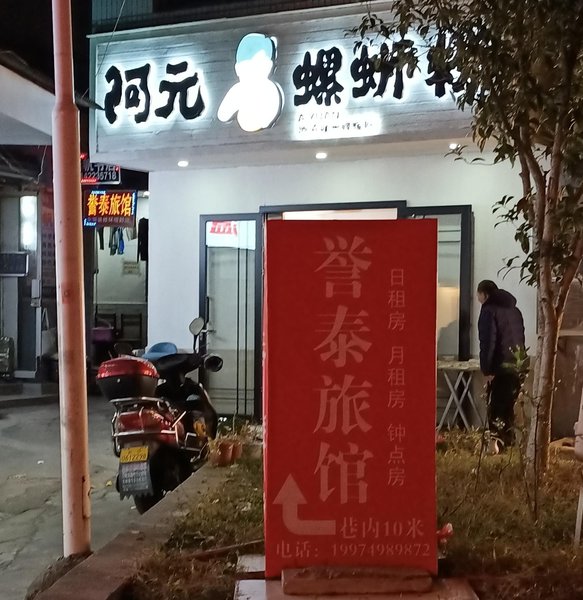 阿元 螺蛳粉
42235718
誉泰旅馆
誉泰旅馆
日租房 月租房 钟点房
巷内10米
电话：19974989872